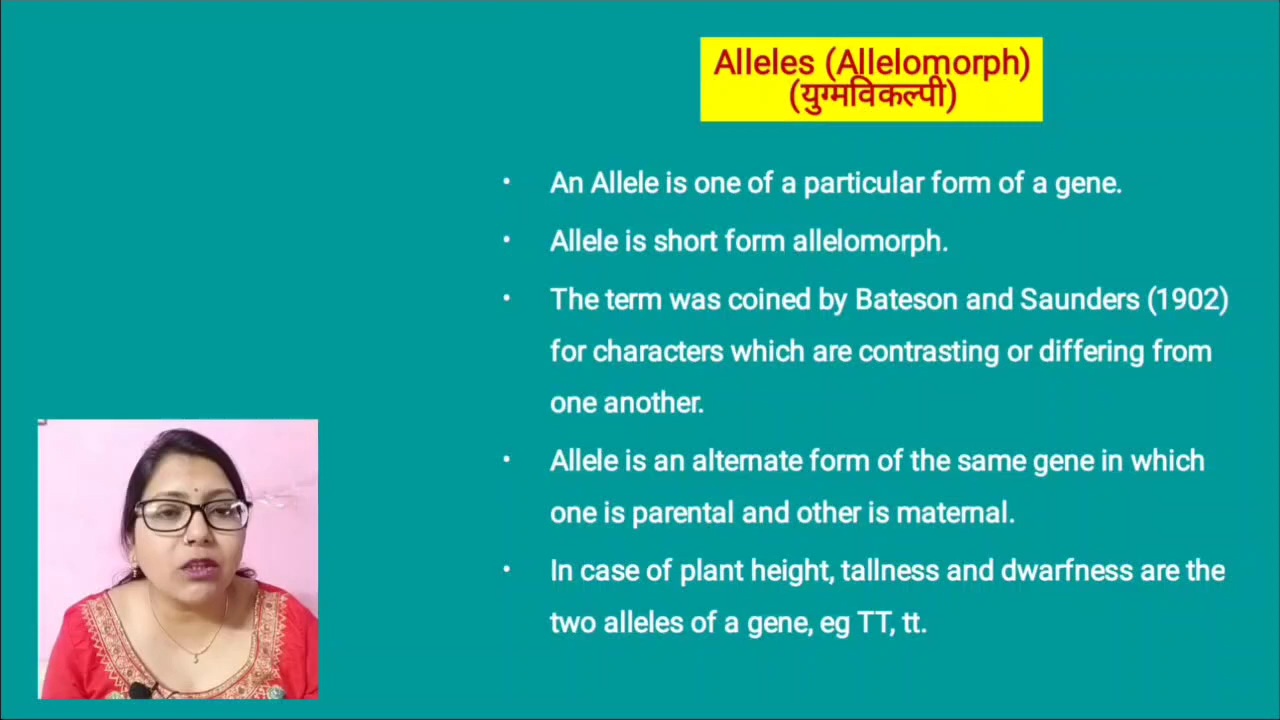 Alleles (Allelomorph)
(युग्मविकल्पी)
• An Allele is one of a particular form of a gene.
• Allele is short form allelomorph.
• The term was coined by Bateson and Saunders (1902)
for characters which are contrasting or differing from
one another.
• Allele is an alternate form of the same gene in which
one is parental and other is maternal.
• In case of plant height, tallness and dwarfness are the
two alleles of a gene, eg TT, tt.